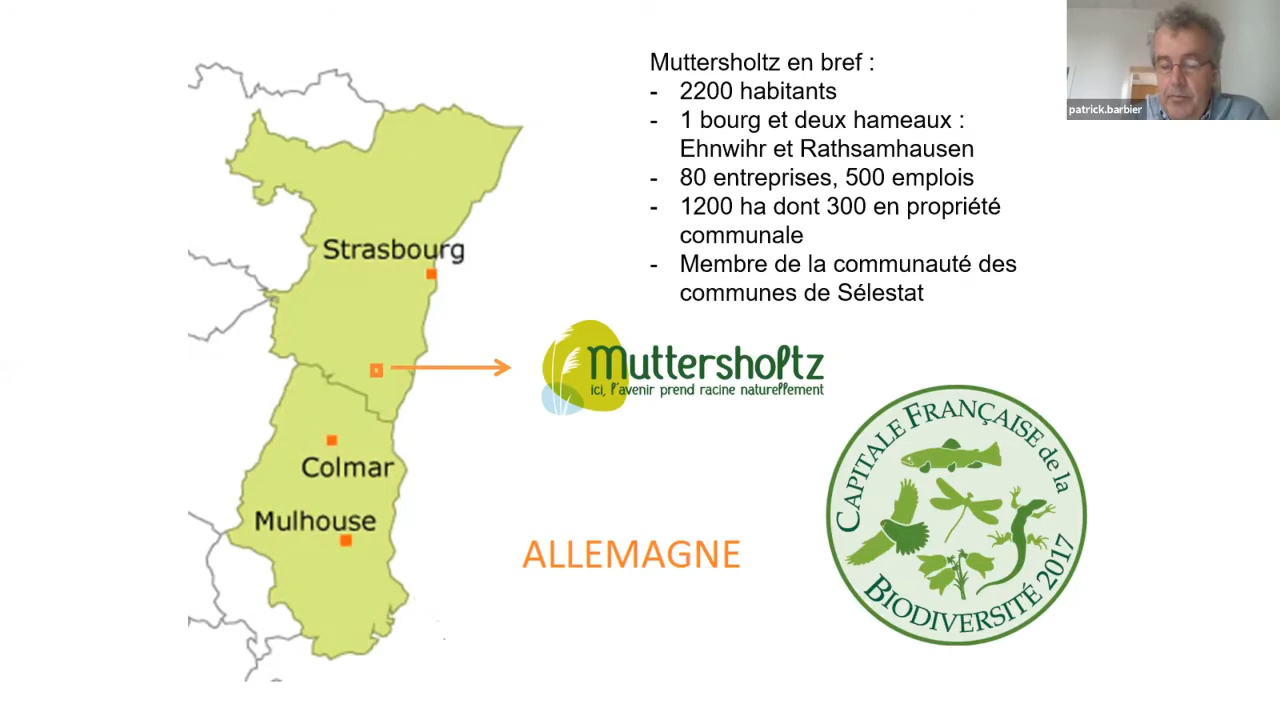 Muttersholtz en bref :
- 2200 habitants
- 1 bourg et deux hameaux :
Ehnwihr et Rathsamhausen
- 80 entreprises, 500 emplois
- 1200 ha dont 300 en propriété
communale
- Membre de la communauté des
communes de Sélestat
patrick.barbier
Strasbourg
Colmar
Mulhouse
Muttersholtz
ici, l'avenir prend racine naturellement
ALLEMAGNE
CAPITALE FRANÇAISE de la
BIODIVERSITÉ 2017